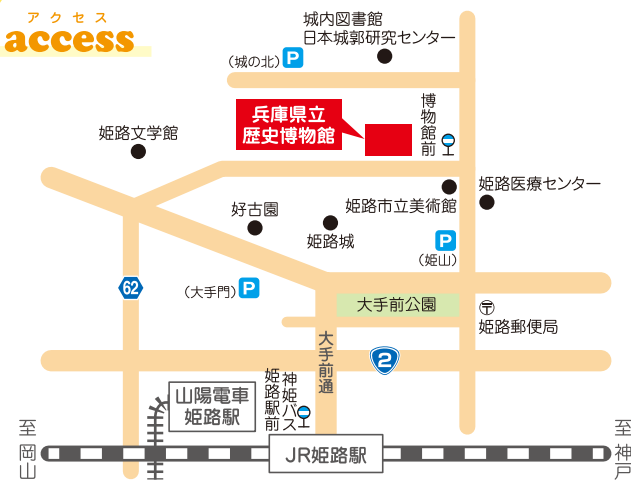 アクセス
access
城内図書館
日本城郭研究センター
(城の北) P
兵庫県立
歴史博物館
博物館前
姫路文学館
姫路医療センター
姫路市立美術館
好古園
姫路城
P
(姫山)
62
(大手門) P
大手前公園
〒
姫路郵便局
大手前通
2
神姫バス
姫路駅前
山陽電車
姫路駅
JR姫路駅
至岡山
至神戸